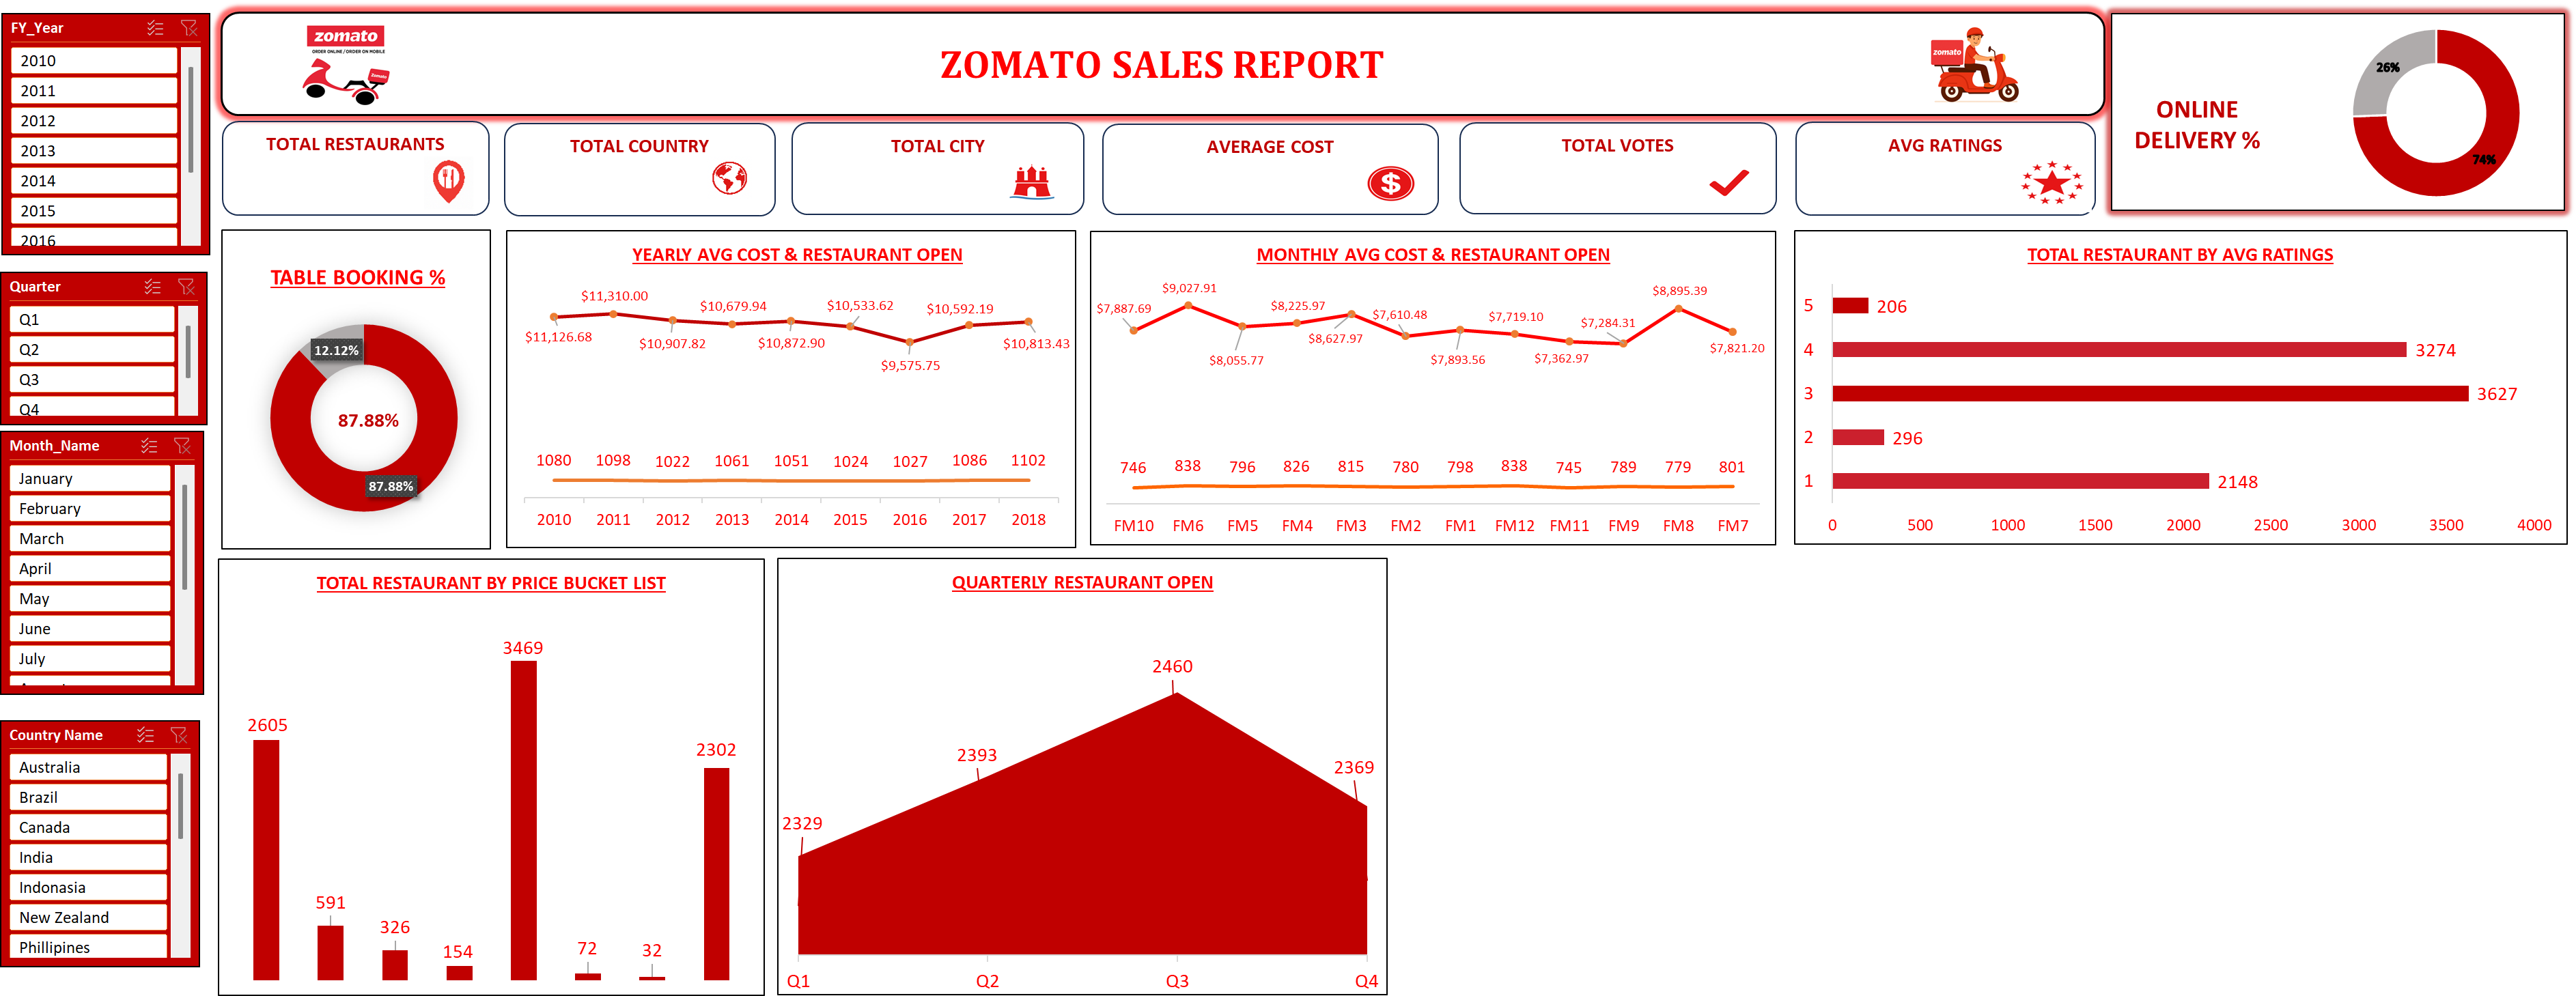 FY_Year
2010
2011
2012
2013
2014
2015
2016
Quarter
Q1
Q2
Q3
Q4
Month_Name
January
February
March
April
May
June
July
Country Name
Australia
Brazil
Canada
India
Indonasia
New Zealand
Phillipines
zomato
ORDER ONLINE / ORDER ON MOBILE
Zomato
ZOMATO SALES REPORT
zomato
ONLINE
DELIVERY %
26%
74%
TOTAL RESTAURANTS
TOTAL COUNTRY
TOTAL CITY
AVERAGE COST
$
TOTAL VOTES
AVG RATINGS
TABLE BOOKING %
12.12%
87.88%
87.88%
YEARLY AVG COST & RESTAURANT OPEN
$11,126.68
$11,310.00
$10,907.82
$10,679.94
$10,872.90
$10,533.62
$9,575.75
$10,592.19
$10,813.43
1080 1098 1022 1061 1051 1024 1027 1086 1102
2010 2011 2012 2013 2014 2015 2016 2017 2018
MONTHLY AVG COST & RESTAURANT OPEN
$7,887.69
$9,027.91
$8,055.77
$8,225.97
$8,627.97
$7,610.48
$7,893.56
$7,719.10
$7,362.97
$7,284.31
$8,895.39
$7,821.20
746 838 796 826 815 780 798 838 745 789 779 801
FM10 FM6 FM5 FM4 FM3 FM2 FM1 FM12 FM11 FM9 FM8 FM7
TOTAL RESTAURANT BY AVG RATINGS
5 206
4 3274
3 3627
2 296
1 2148
0 500 1000 1500 2000 2500 3000 3500 4000
TOTAL RESTAURANT BY PRICE BUCKET LIST
2605
591
326
154
3469
72
32
2302
QUARTERLY RESTAURANT OPEN
2329
2393
2460
2369
Q1 Q2 Q3 Q4